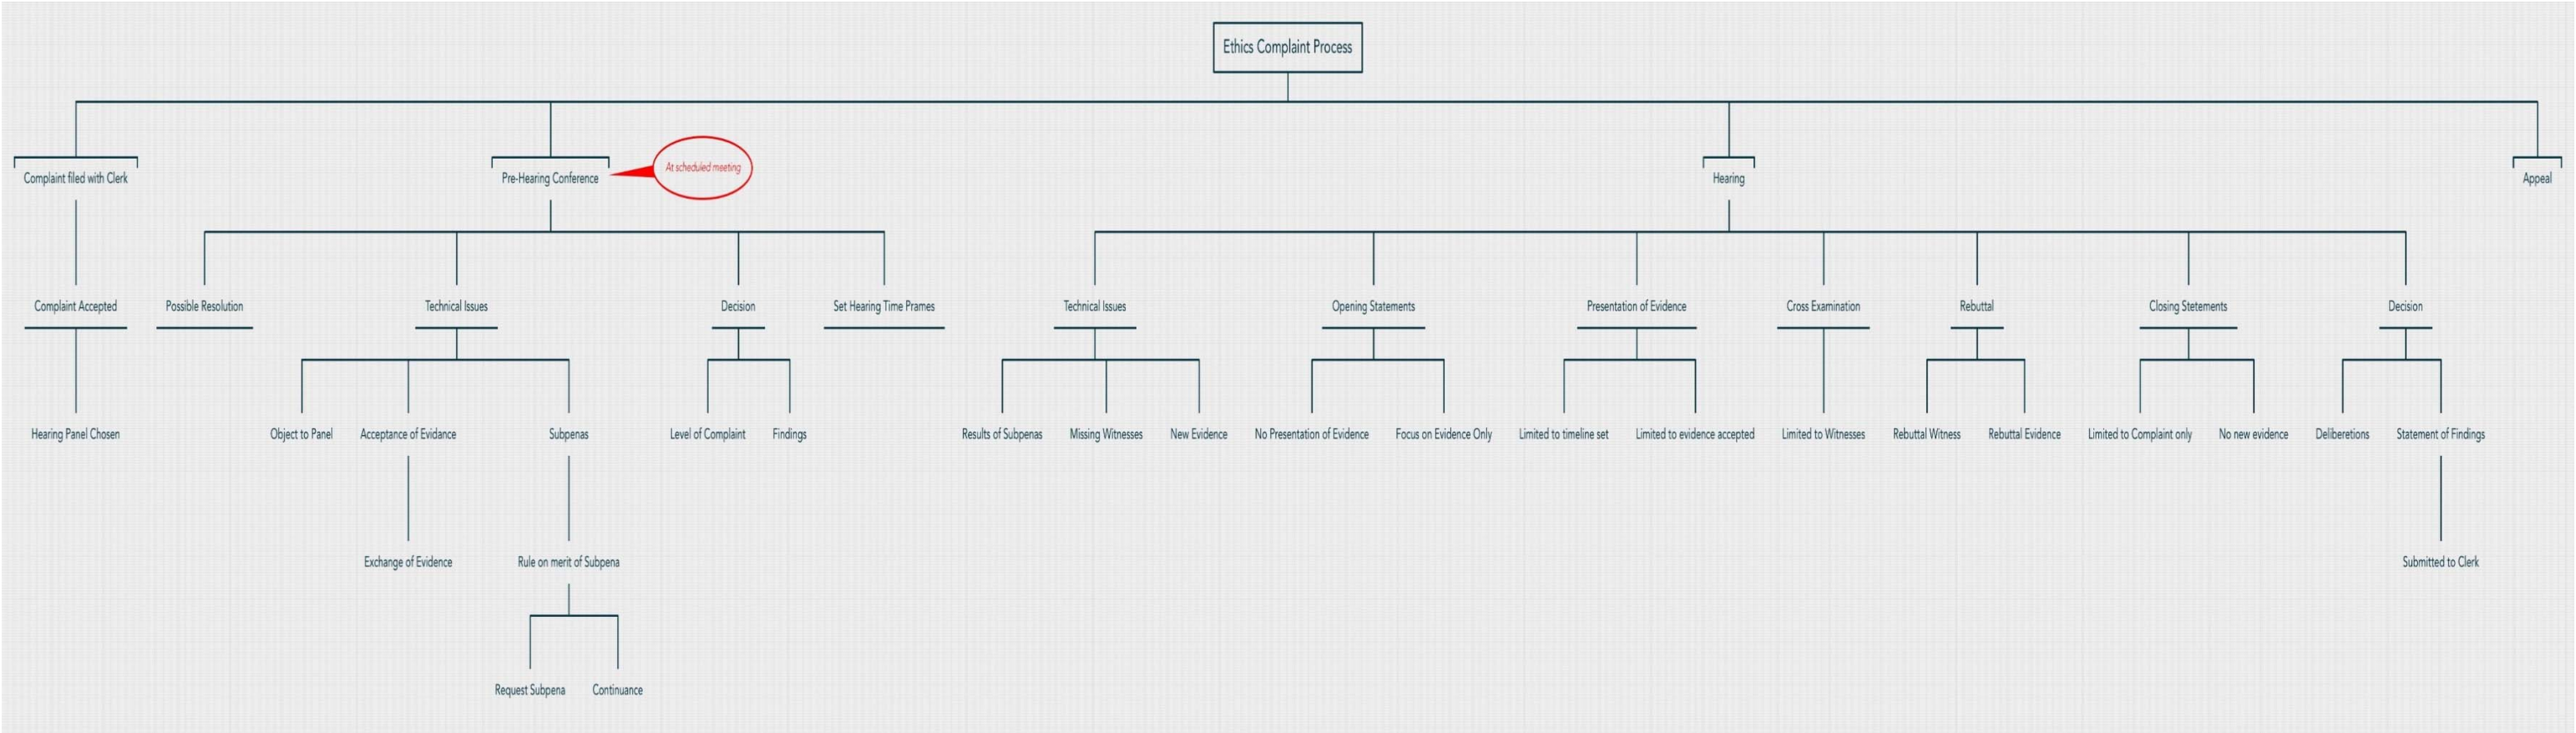 Ethics Complaint Process
At scheduled meeting
Complaint filed with Clerk
Pre-Hearing Conference
Hearing
Appeal
Complaint Accepted
Possible Resolution
Technical Issues
Decision
Set Hearing Time Prames
Technical Issues
Opening Statements
Presentation of Evidence
Cross Examination
Rebuttal
Closing Stetements
Decision
Hearing Panel Chosen
Object to Panel
Acceptance of Evidance
Subpenas
Level of Complaint
Findings
Results of Subpenas
Missing Witnesses
New Evidence
No Presentation of Evidence
Focus on Evidence Only
Limited to timeline set
Limited to evidence accepted
Limited to Witnesses
Rebuttal Witness
Rebuttal Evidence
Limited to Complaint only
No new evidence
Deliberetions
Statement of Findings
Exchange of Evidence
Rule on merit of Subpena
Submitted to Clerk
Request Subpena
Continuance